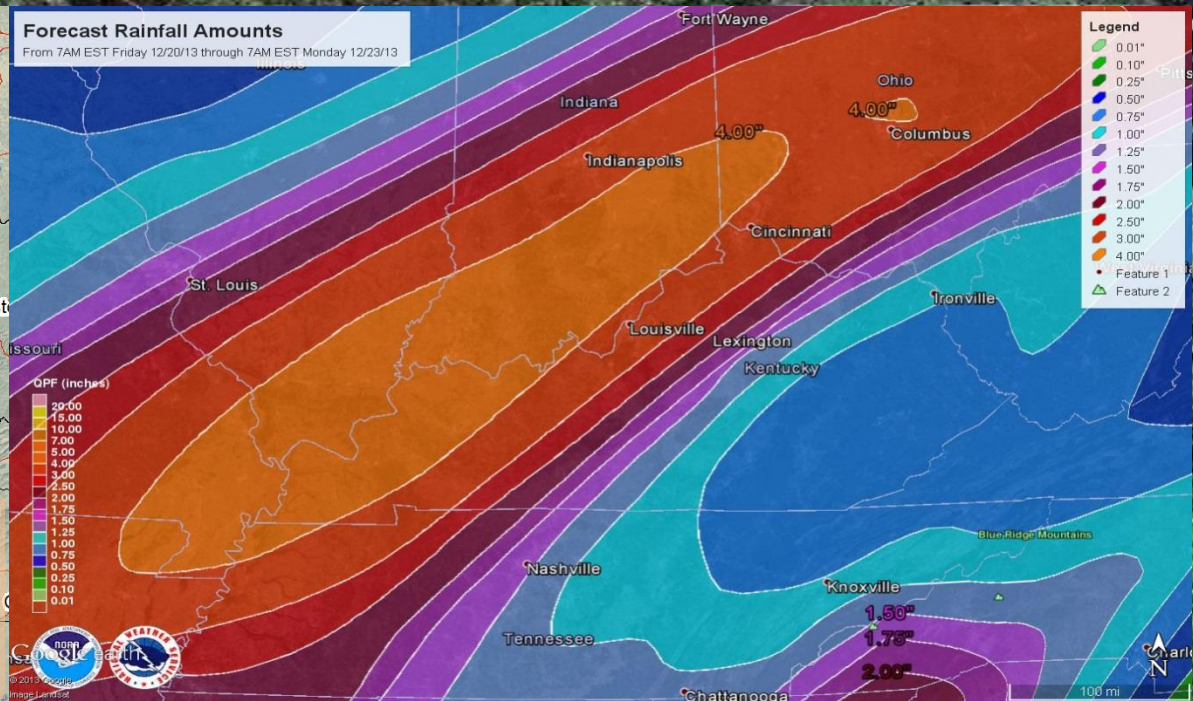 Forecast Rainfall Amounts
From 7AM EST Friday 12/20/13 through 7AM EST Monday 12/23/13
Illinois
Fort Wayne
Legend
0.01"
0.10"
0.25"
0.50"
0.75"
1.00"
1.25"
1.50"
1.75"
2.00"
2.50"
3.00"
4.00"
Feature 1
Feature 2
Pitts
Ohio
Indiana
4.00"
4.00"
Columbus
Indianapolis
Cincinnati
St. Louis
Ironville
Louisville
issouri
Lexington
Kentucky
QPF (inches)
20.00
15.00
10.00
7.00
5.00
4.00
3.00
2.50
2.00
1.75
1.50
1.25
1.00
0.75
0.50
0.25
0.10
0.01
Blue Ridge Mountains
Nashville
Knoxville
1.50"
Tennessee
1.75"
2.00"
Charl
N
NOAA
NATIONAL WEATHER SERVICE
Google earth
© 2013 Google
Image Landsat
Chattanooga
100 mi